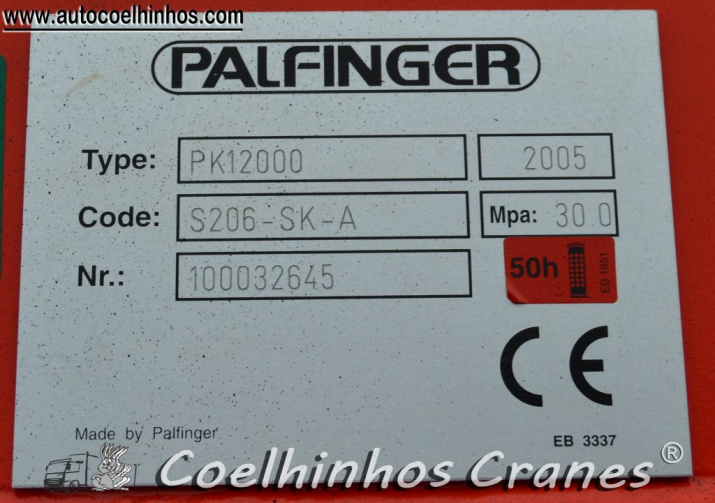 www.autocoelhinhos.com
PALFINGER
Type: PK12000 2005
Code: S206-SK-A Mpa: 30.0
Nr.: 100032645
50h EB 1851
CE
Made by Palfinger
EB 3337
Coelhinhos Cranes ®